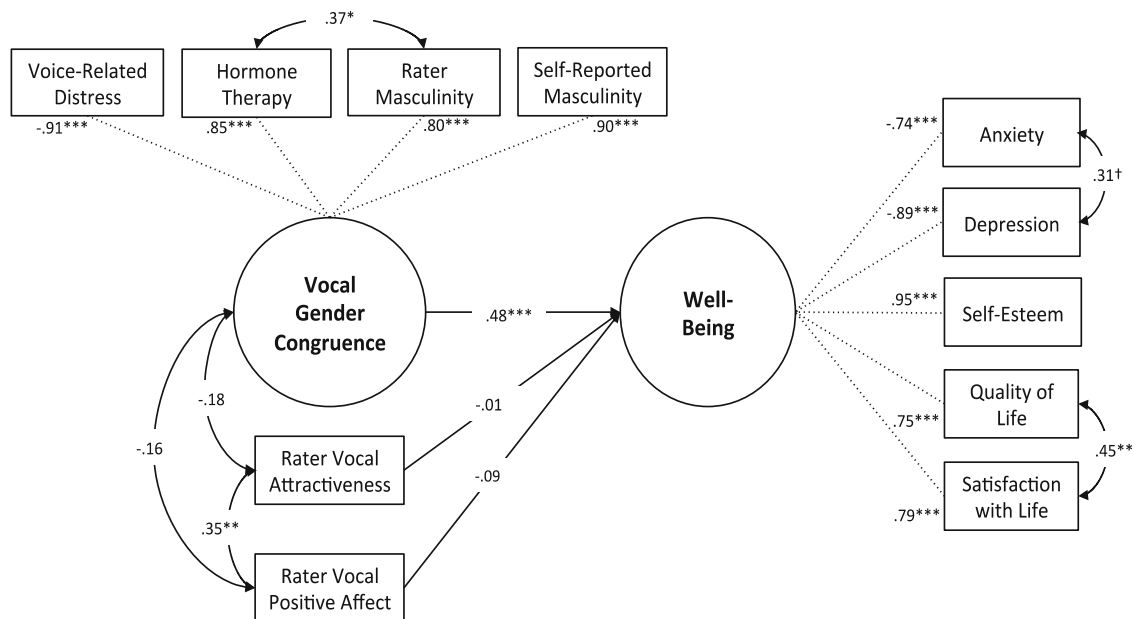 .37*
Voice-Related
Distress
Hormone
Therapy
Rater
Masculinity
Self-Reported
Masculinity
-.91***
.85***
.80***
.90***
Vocal
Gender
Congruence
.48***
Well-
Being
-.74***
Anxiety
.31†
-.89***
Depression
.95***
Self-Esteem
.75***
Quality of
Life
.45**
.79***
Satisfaction
with Life
-.18
-.16
-.01
-.09
Rater Vocal
Attractiveness
.35**
Rater Vocal
Positive Affect